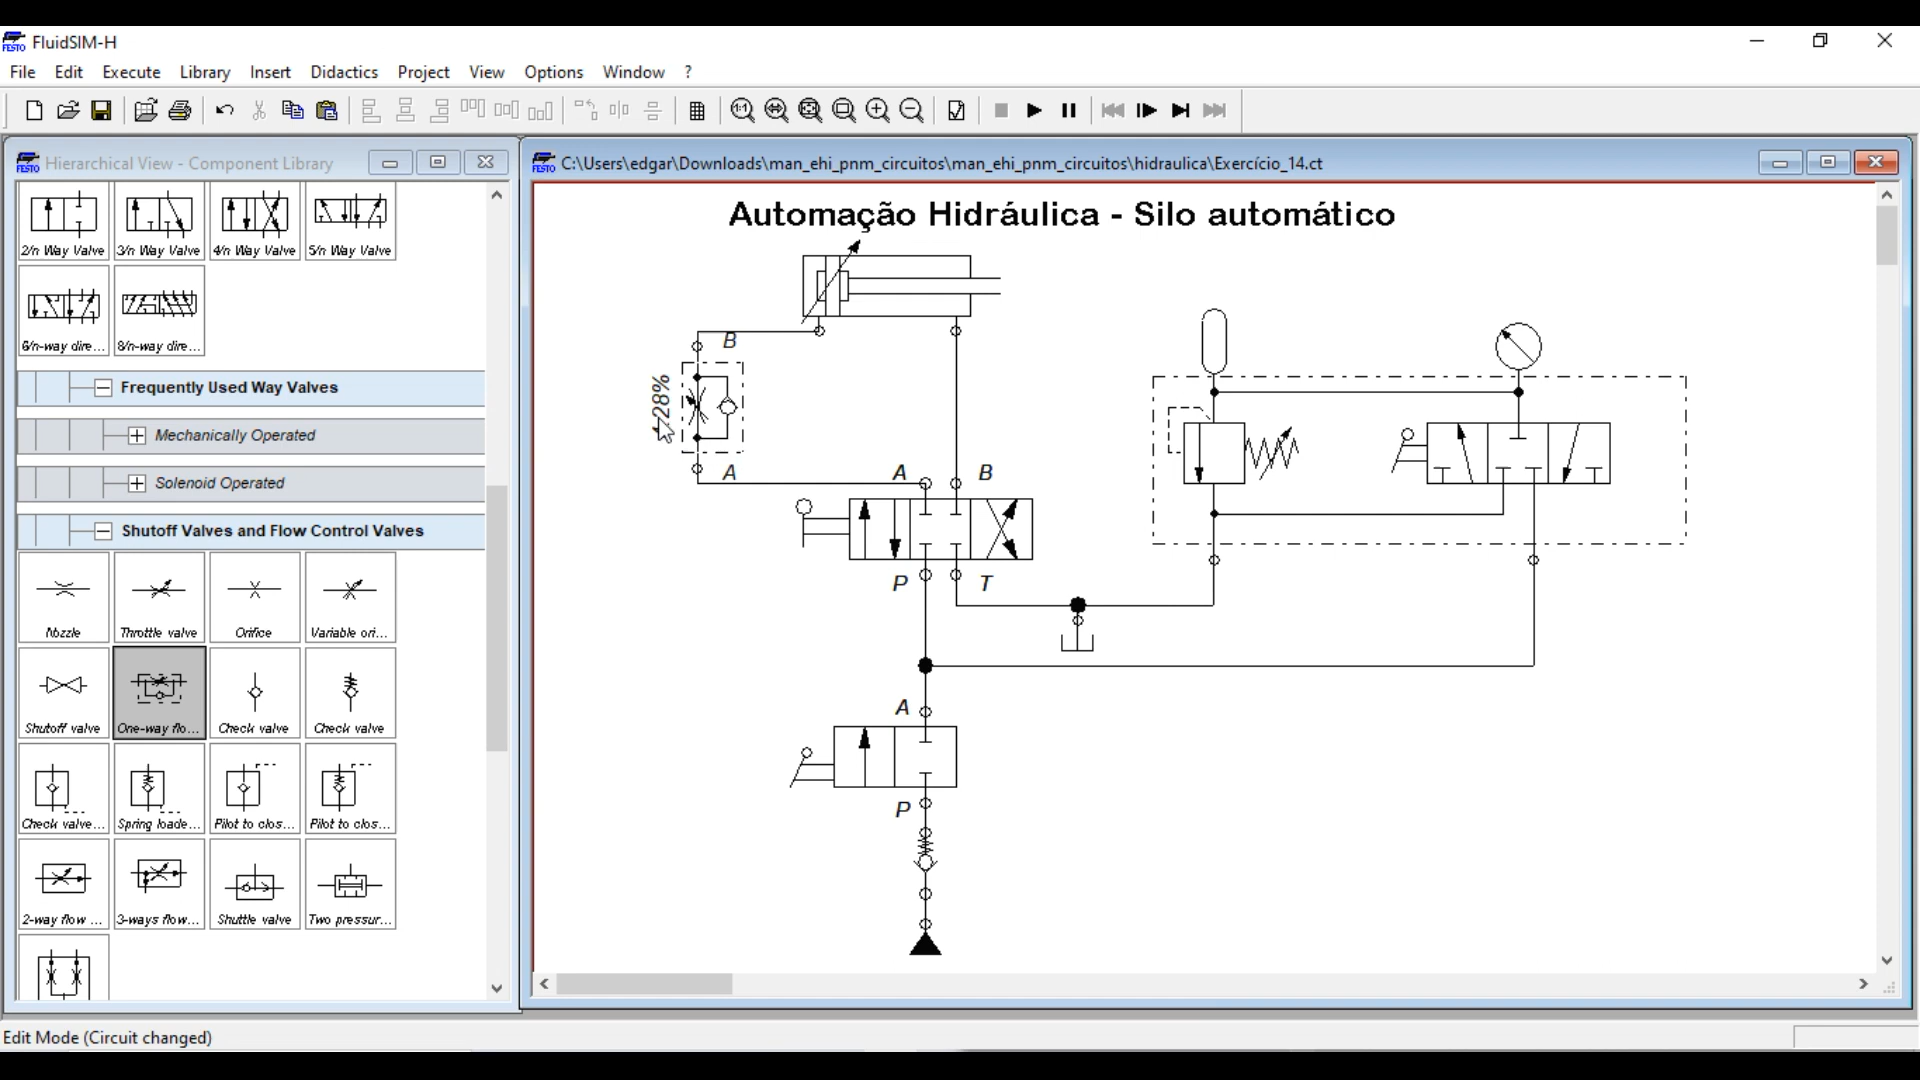 FluidSIM-H
File Edit Execute Library Insert Didactics Project View Options Window ?
Hierarchical View - Component Library
C:\Users\edgar\Downloads\man_ehi_pnm_circuitos\man_ehi_pnm_circuitos\hidraulica\Exercício_14.ct
2/n Way Valve 3/n Way Valve 4/n Way Valve 5/n Way Valve
6/n-way dire... 8/n-way dire...
Frequently Used Way Valves
Mechanically Operated
Solenoid Operated
Shutoff Valves and Flow Control Valves
Nozzle Throttle valve Orifice Variable ori...
Shutoff valve One-way flo... Check valve Check valve
Check valve... Spring loade... Pilot to clos... Pilot to clos...
2-way flow ... 3-ways flow... Shuttle valve Two pressur...
Automação Hidráulica - Silo automático
B
28%
A
A B
P T
A
P
Edit Mode (Circuit changed)